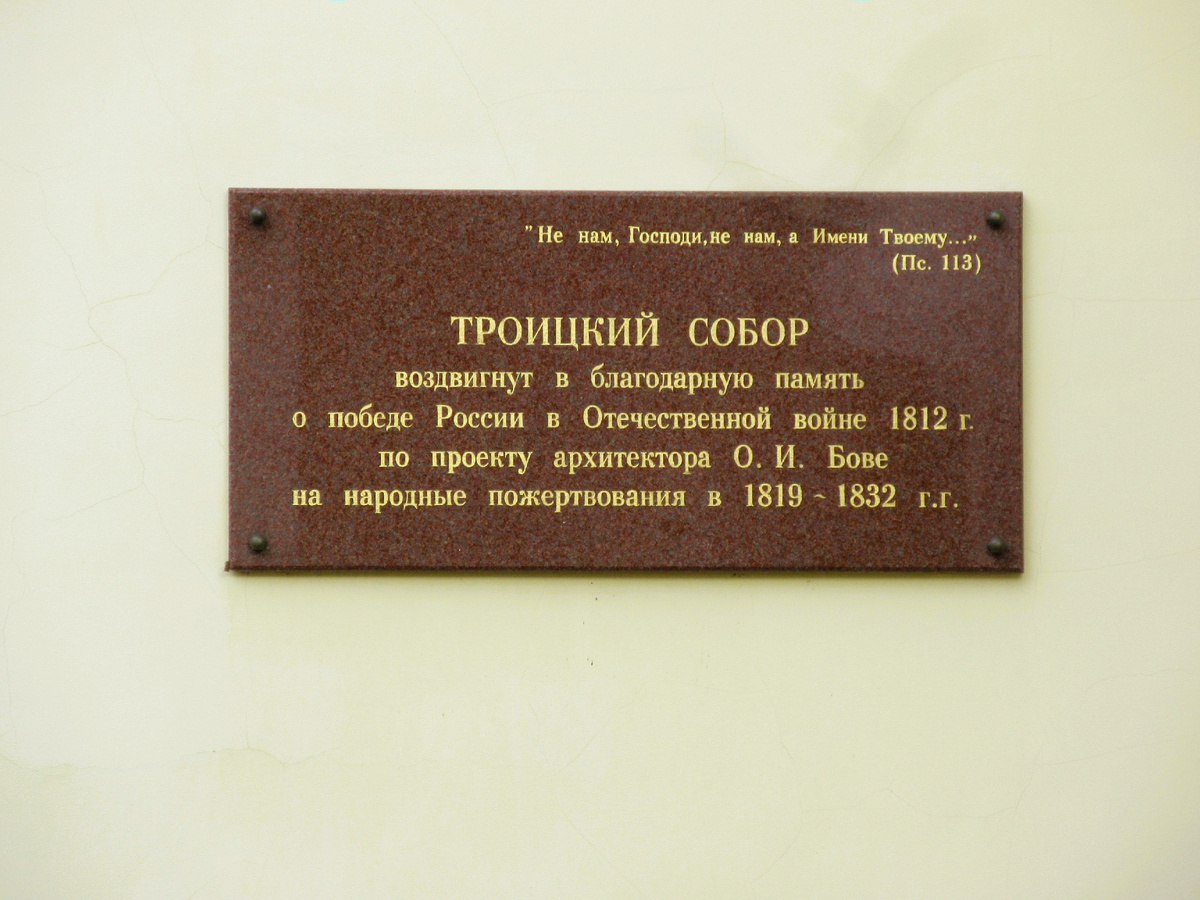 "Не нам, Господи, не нам, а Имени Твоему..."
(Пс. 113)
ТРОИЦКИЙ СОБОР
воздвигнут в благодарную память
о победе России в Отечественной войне 1812 г.
по проекту архитектора О. И. Бове
на народные пожертвования в 1819 ~ 1832 г.г.